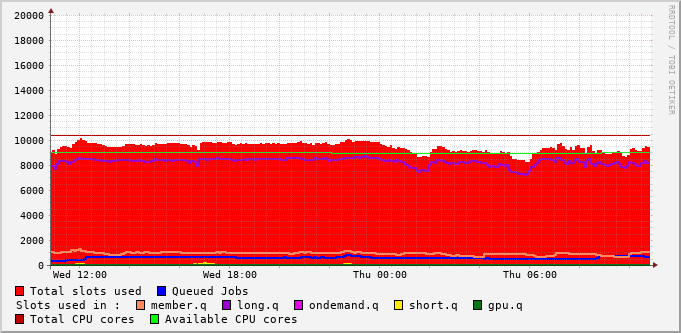 RRDTOOL / TOBI OETIKER
20000
18000
16000
14000
12000
10000
8000
6000
4000
2000
0
Wed 12:00 Wed 18:00 Thu 00:00 Thu 06:00
Total slots used Queued Jobs
Slots used in : member.q long.q ondemand.q short.q gpu.q
Total CPU cores Available CPU cores